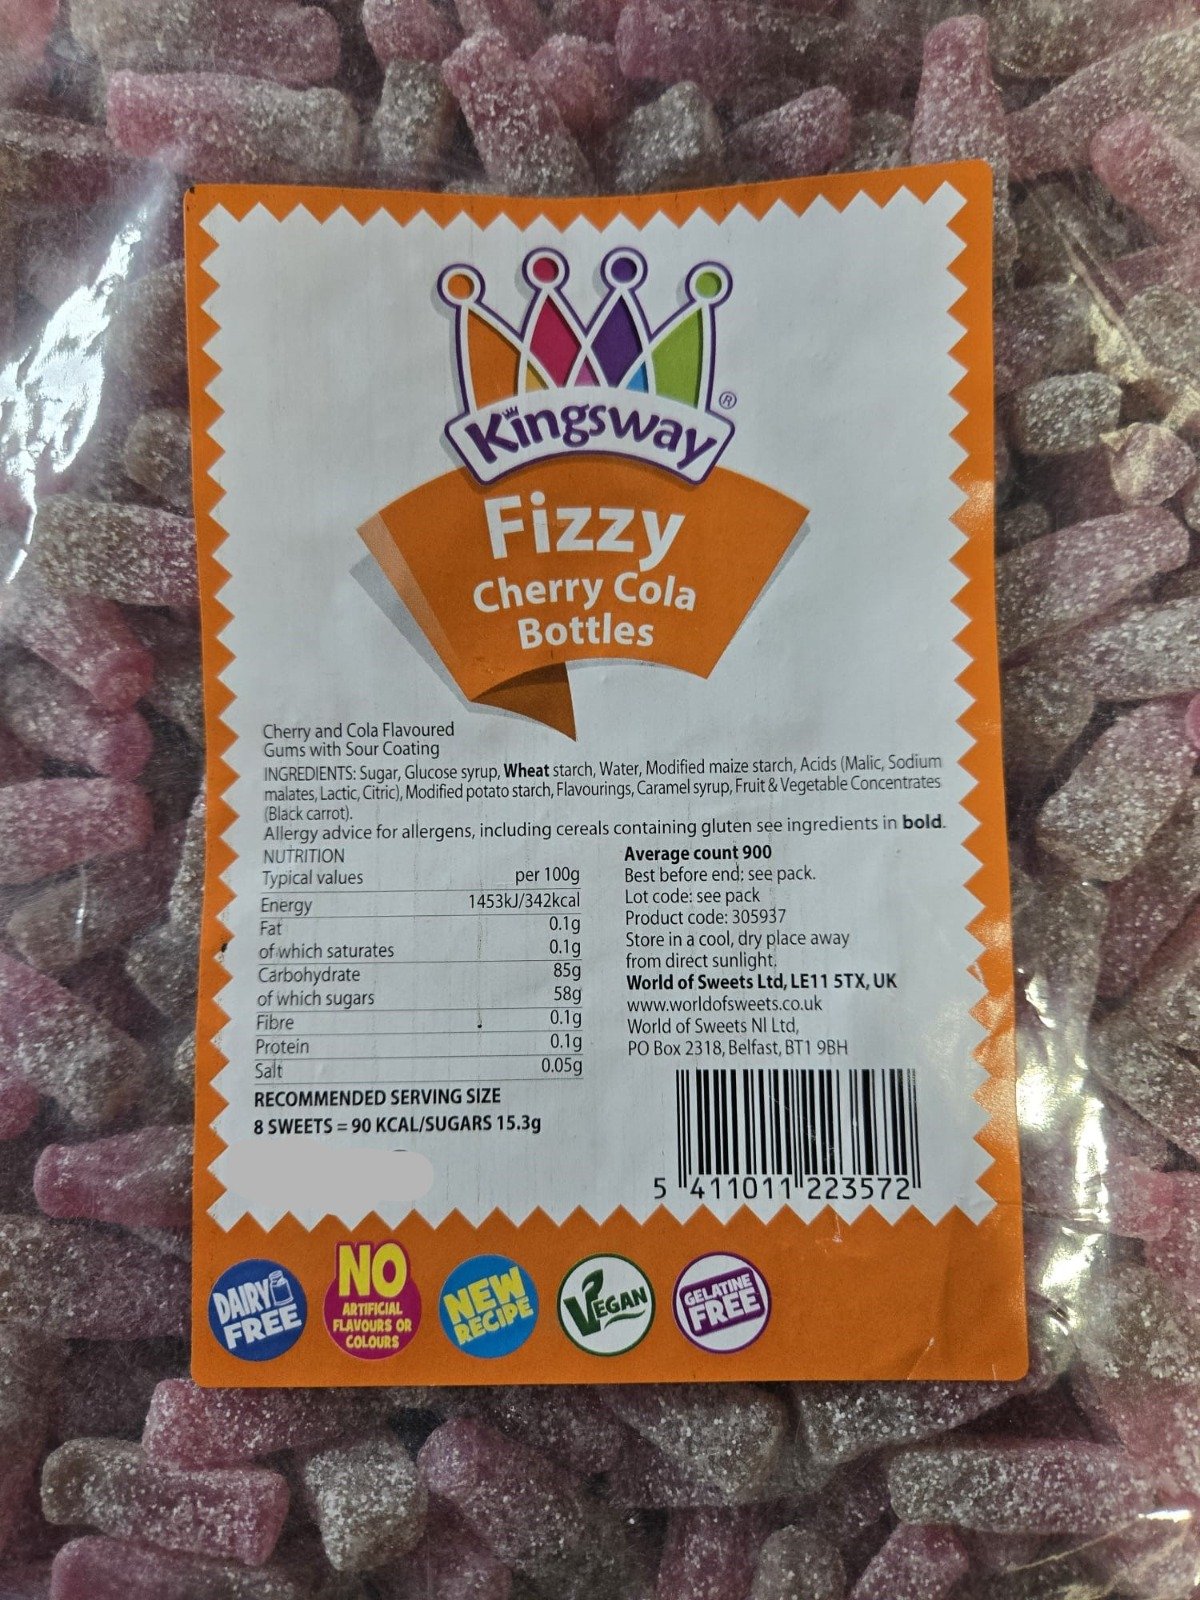 Kingsway®
Fizzy
Cherry Cola
Bottles
Cherry and Cola Flavoured
Gums with Sour Coating
INGREDIENTS: Sugar, Glucose syrup, Wheat starch, Water, Modified maize starch, Acids (Malic, Sodium
malates, Lactic, Citric), Modified potato starch, Flavourings, Caramel syrup, Fruit & Vegetable Concentrates
(Black carrot).
Allergy advice for allergens, including cereals containing gluten see ingredients in bold.
NUTRITION
Typical values per 100g
Energy 1453kJ/342kcal
Fat 0.1g
of which saturates 0.1g
Carbohydrate 85g
of which sugars 58g
Fibre 0.1g
Protein 0.1g
Salt 0.05g
RECOMMENDED SERVING SIZE
8 SWEETS = 90 KCAL/SUGARS 15.3g
Average count 900
Best before end: see pack.
Lot code: see pack
Product code: 305937
Store in a cool, dry place away
from direct sunlight.
World of Sweets Ltd, LE11 5TX, UK
www.worldofsweets.co.uk
World of Sweets NI Ltd,
PO Box 2318, Belfast, BT1 9BH
5 411011 223572
DAIRY
FREE
NO
ARTIFICIAL
FLAVOURS OR
COLOURS
NEW
RECIPE
VEGAN
GELATINE
FREE